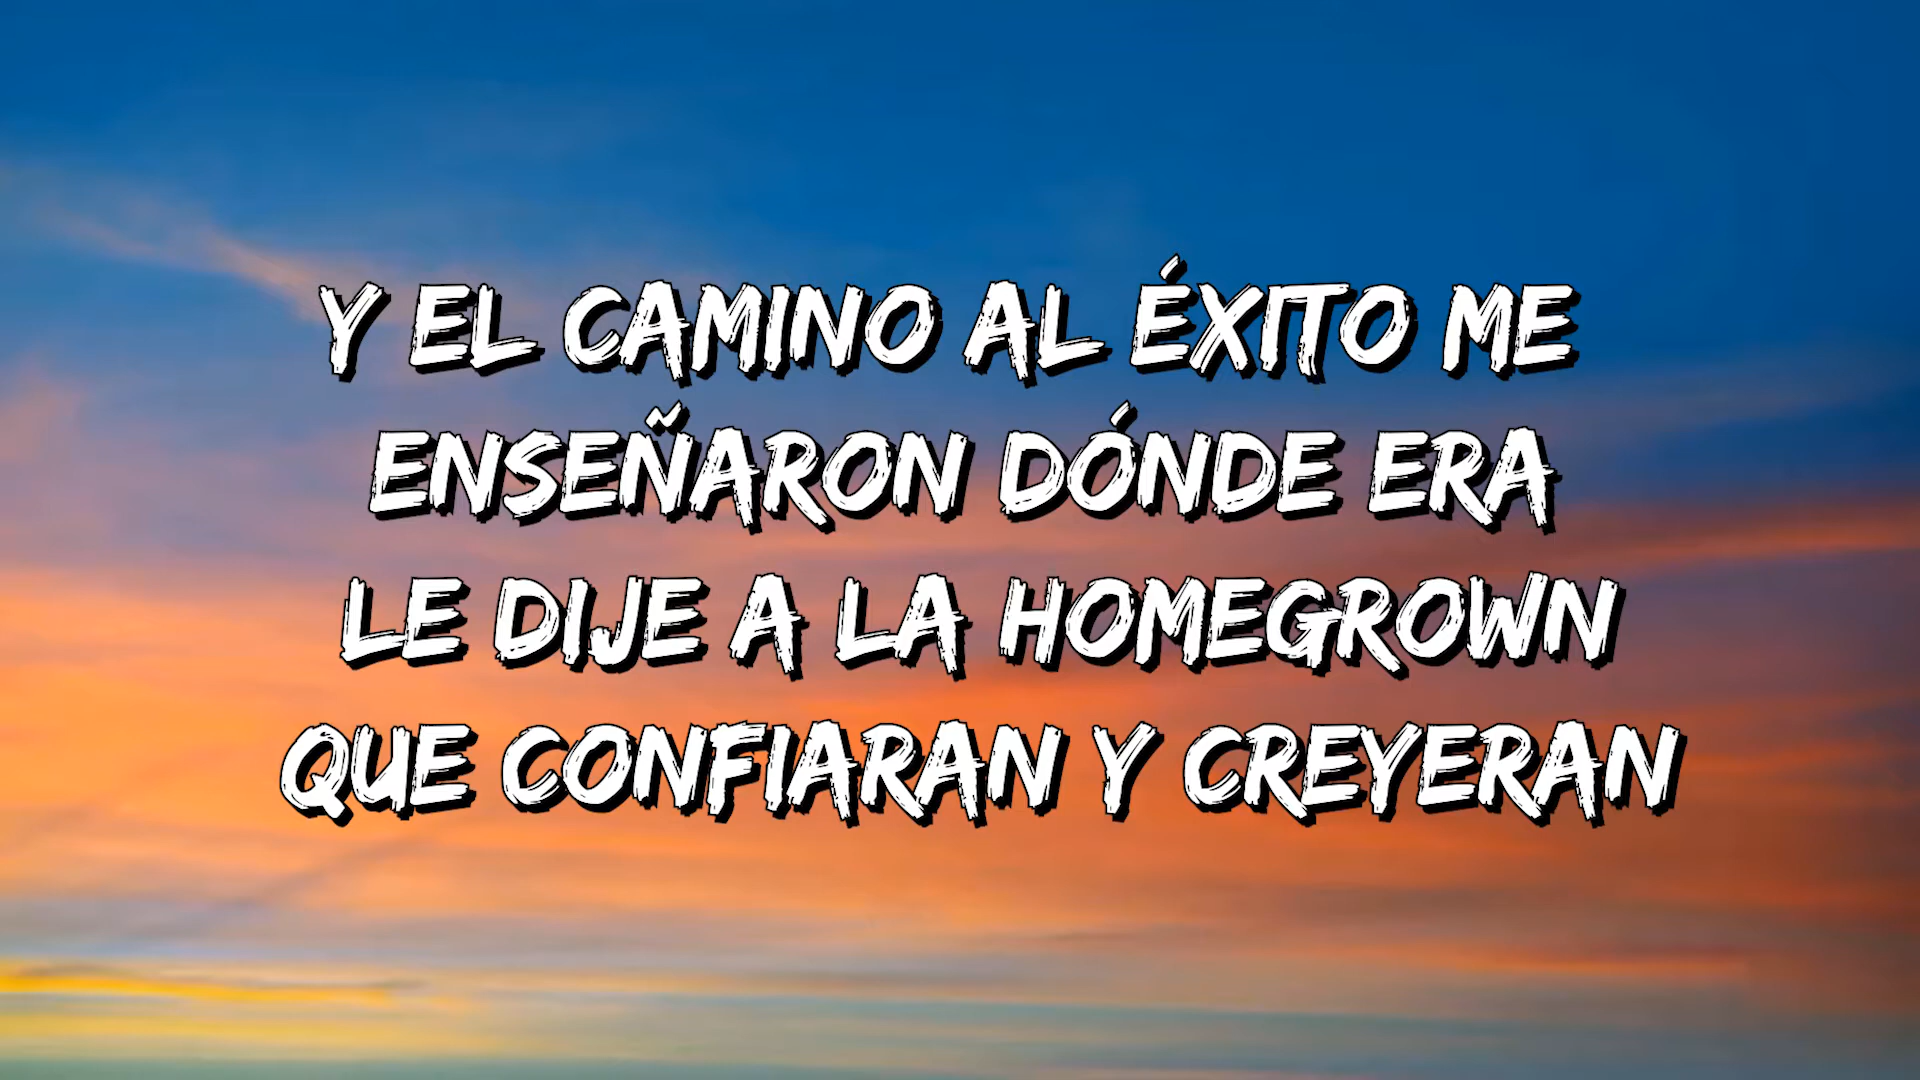 Y EL CAMINO AL ÉXITO ME
ENSEÑARON DÓNDE ERA
LE DIJE A LA HOMEGROWN
QUE CONFIARAN Y CREYERAN